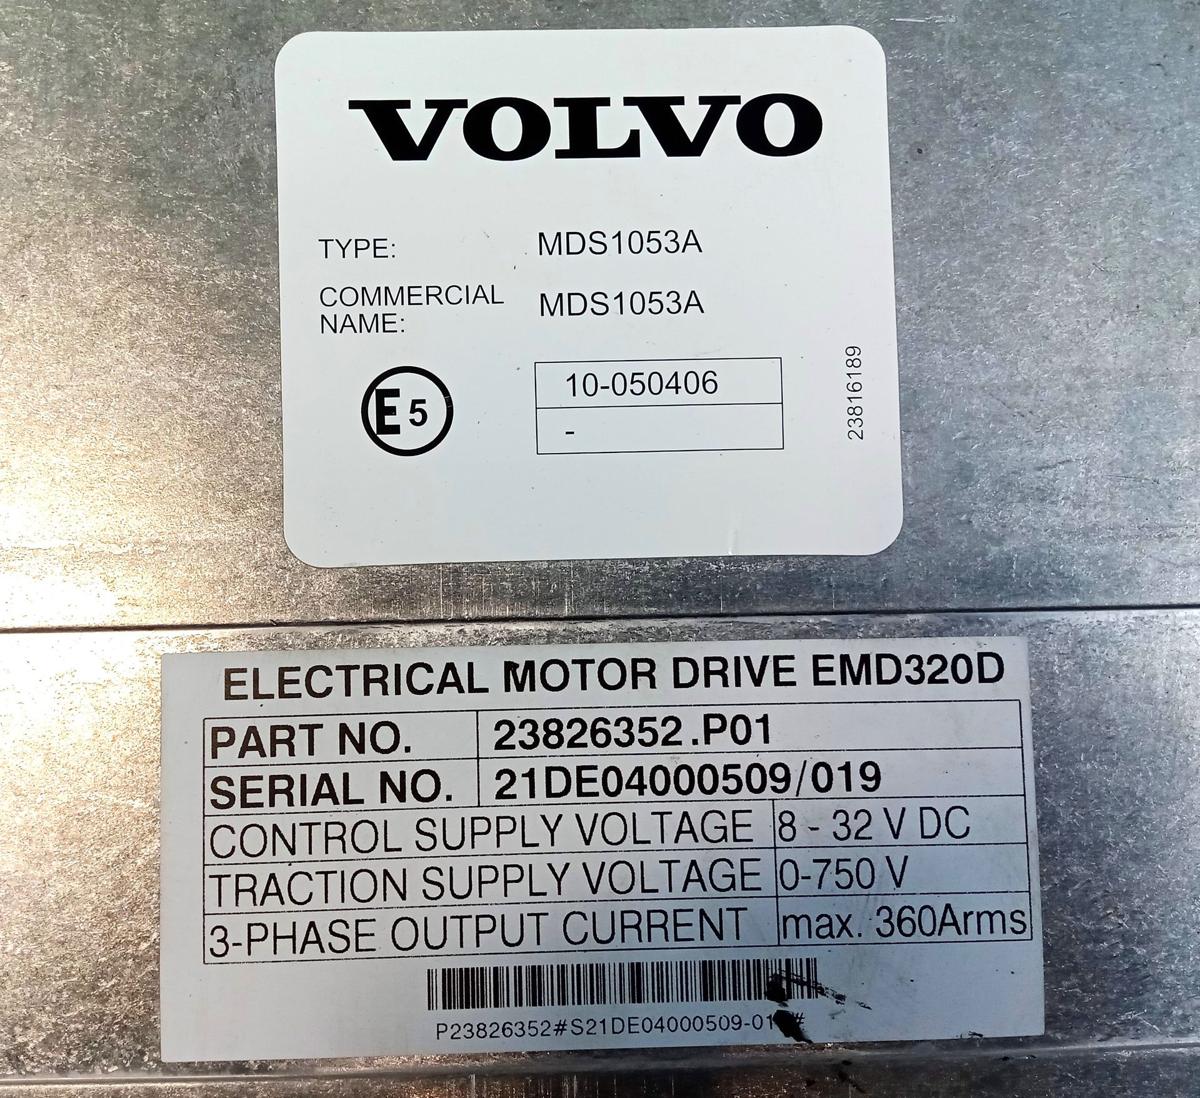 VOLVO
TYPE: MDS1053A
COMMERCIAL
NAME: MDS1053A
E5
10-050406
-
23816189
ELECTRICAL MOTOR DRIVE EMD320D
PART NO. 23826352.P01
SERIAL NO. 21DE04000509/019
CONTROL SUPPLY VOLTAGE 8 - 32 V DC
TRACTION SUPPLY VOLTAGE 0-750 V
3-PHASE OUTPUT CURRENT max. 360Arms